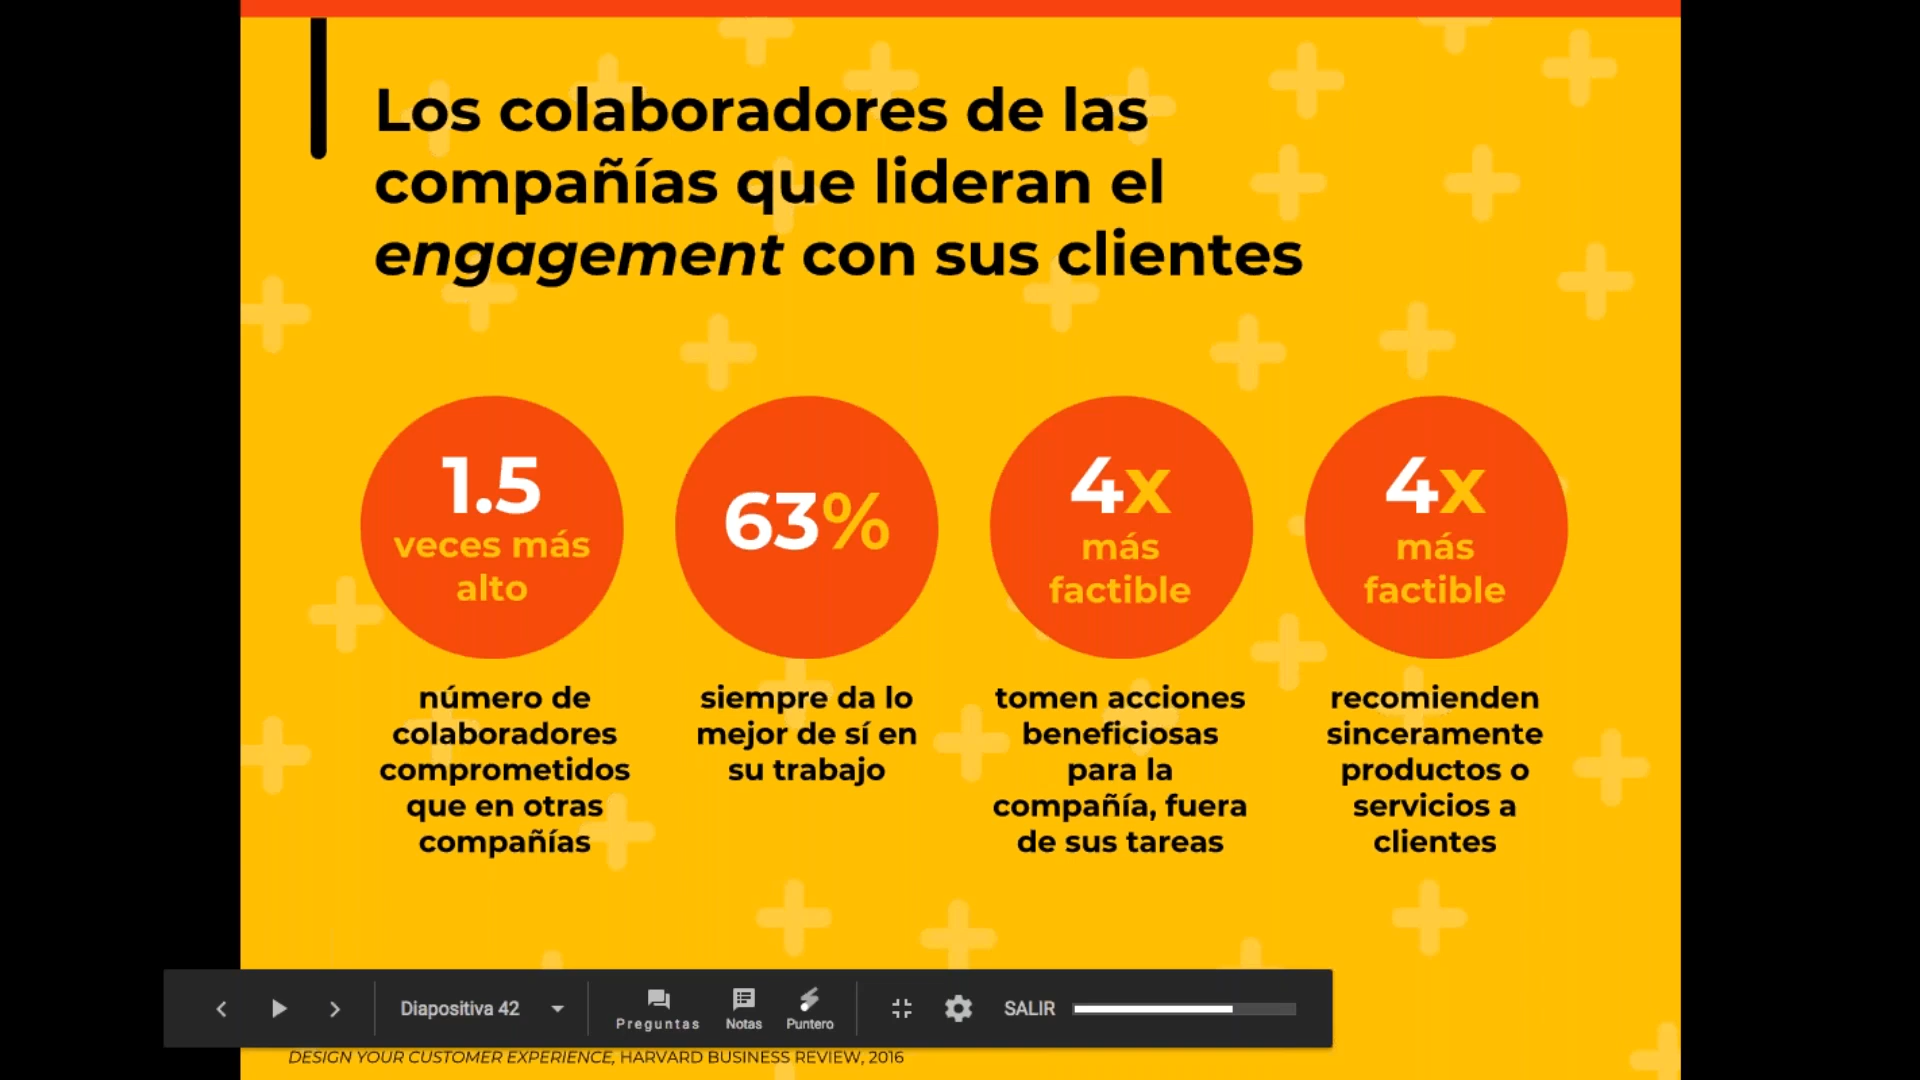 Los colaboradores de las
compañías que lideran el
engagement con sus clientes
1.5
veces más
alto
número de
colaboradores
comprometidos
que en otras
compañías
63%
siempre da lo
mejor de sí en
su trabajo
4x
más
factible
tomen acciones
beneficiosas
para la
compañía, fuera
de sus tareas
4x
más
factible
recomienden
sinceramente
productos o
servicios a
clientes
Diapositiva 42
Preguntas
Notas
Puntero
SALIR
DESIGN YOUR CUSTOMER EXPERIENCE, HARVARD BUSINESS REVIEW, 2016